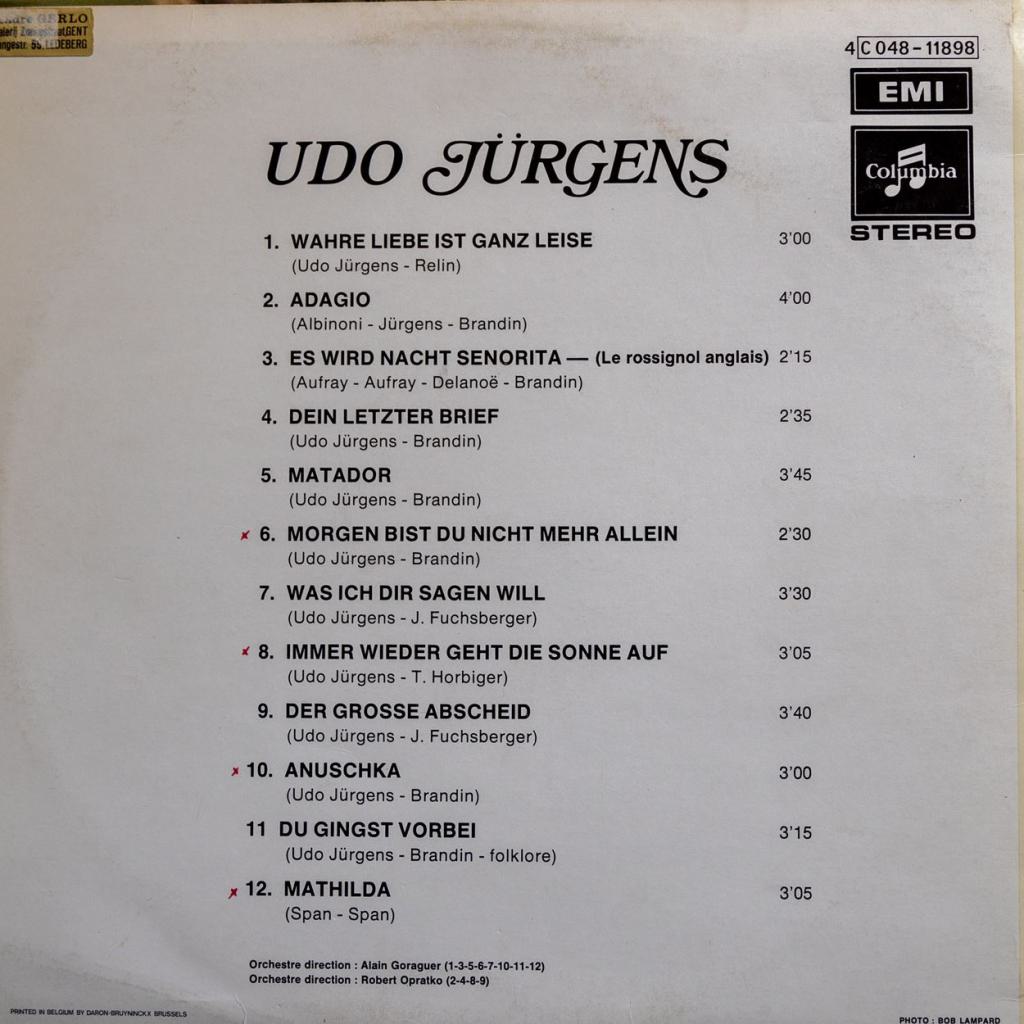 GERLO
GENT
55, LEDEBERG
4 C 048 - 11898
EMI
Columbia
STEREO
UDO JÜRGENS
1. WAHRE LIEBE IST GANZ LEISE 3'00
(Udo Jürgens - Relin)
2. ADAGIO 4'00
(Albinoni - Jürgens - Brandin)
3. ES WIRD NACHT SENORITA — (Le rossignol anglais) 2'15
(Aufray - Aufray - Delanoë - Brandin)
4. DEIN LETZTER BRIEF 2'35
(Udo Jürgens - Brandin)
5. MATADOR 3'45
(Udo Jürgens - Brandin)
x 6. MORGEN BIST DU NICHT MEHR ALLEIN 2'30
(Udo Jürgens - Brandin)
7. WAS ICH DIR SAGEN WILL 3'30
(Udo Jürgens - J. Fuchsberger)
x 8. IMMER WIEDER GEHT DIE SONNE AUF 3'05
(Udo Jürgens - T. Horbiger)
9. DER GROSSE ABSCHEID 3'40
(Udo Jürgens - J. Fuchsberger)
x 10. ANUSCHKA 3'00
(Udo Jürgens - Brandin)
11 DU GINGST VORBEI 3'15
(Udo Jürgens - Brandin - folklore)
x 12. MATHILDA 3'05
(Span - Span)
Orchestre direction : Alain Goraguer (1-3-5-6-7-10-11-12)
Orchestre direction : Robert Opratko (2-4-8-9)
PRINTED IN BELGIUM BY DARON-BRUYNINCKX BRUSSELS
PHOTO : BOB LAMPARD